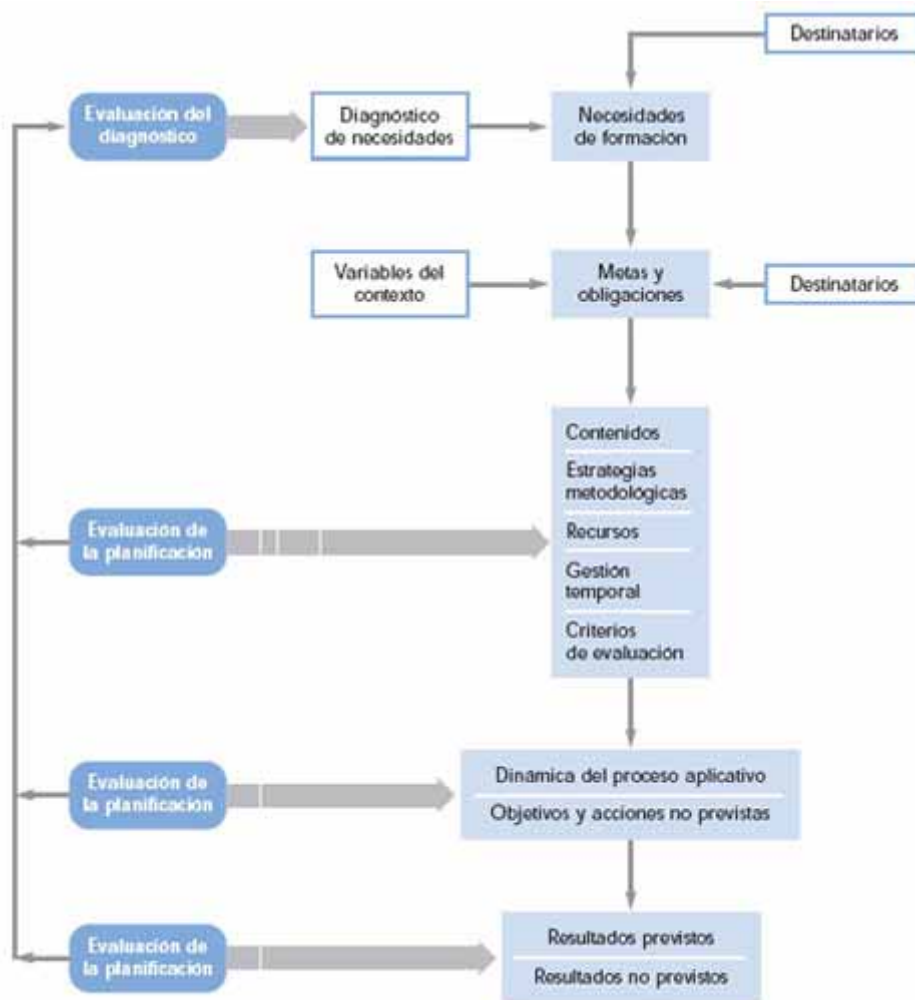 Destinatarios
Evaluación del
diagnóstico
Diagnóstico
de necesidades
Necesidades
de formación
Variables del
contexto
Metas y
obligaciones
Destinatarios
Contenidos
Estrategias
metodológicas
Recursos
Gestión
temporal
Criterios
de evaluación
Evaluación de
la planificación
Evaluación de
la planificación
Dinámica del proceso aplicativo
Objetivos y acciones no previstas
Evaluación de
la planificación
Resultados previstos
Resultados no previstos